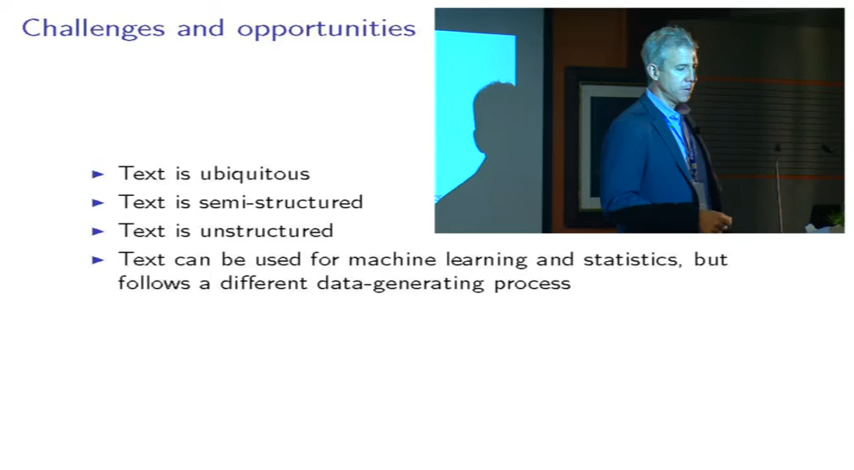 Challenges and opportunities
Text is ubiquitous
Text is semi-structured
Text is unstructured
Text can be used for machine learning and statistics, but
follows a different data-generating process